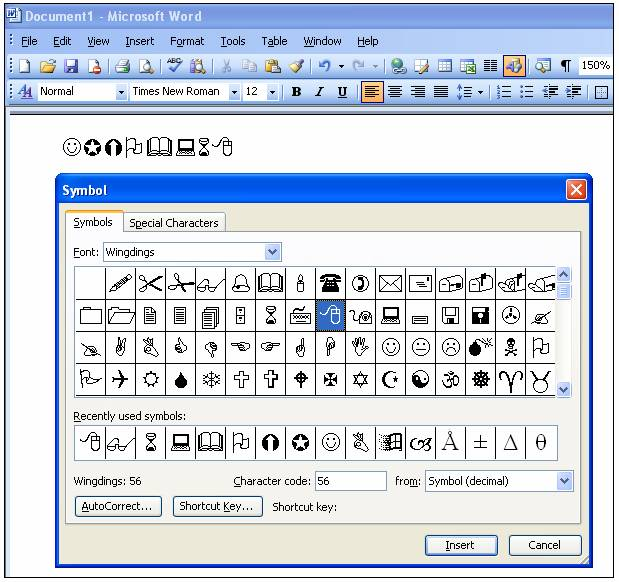 Document1 - Microsoft Word
File Edit View Insert Format Tools Table Window Help
ABC ¶ 150%
Normal Times New Roman 12 B I U
Symbol
Symbols Special Characters
Font: Wingdings
Recently used symbols:
Å ± Δ θ
Wingdings: 56 Character code: 56 from: Symbol (decimal)
AutoCorrect... Shortcut Key... Shortcut key:
Insert Cancel